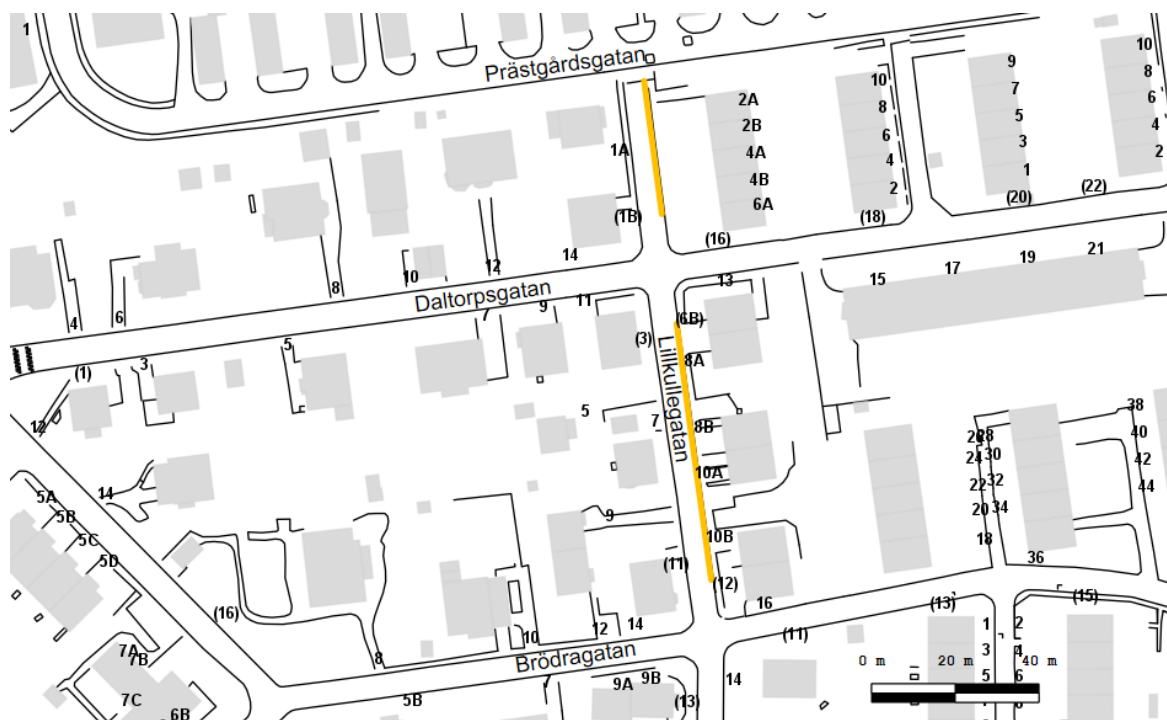 1
Prästgårdsgatan
10
8
6
4
2
9
7
5
3
1
(20)
(22)
10
8
6
4
2
(18)
2A
2B
4A
4B
6A
(16)
1A
(1B)
14
12
10
8
6
4
Daltorpsgatan
13
15
17
19
21
11
9
7
5
3
(1)
12
(6B)
(3)
8A
Lillkullegatan
5
7
8B
10A
9
10B
(11)
(12)
16
14
5A
5B
5C
5D
(16)
7A
7B
7C
6B
8
10
12
14
Brödragatan
5B
7
9A
9B
(13)
14
(11)
(13)
(15)
26
28
24
30
22
32
20
34
18
36
38
40
42
44
1
2
3
4
5
6
0 m
20 m
40 m